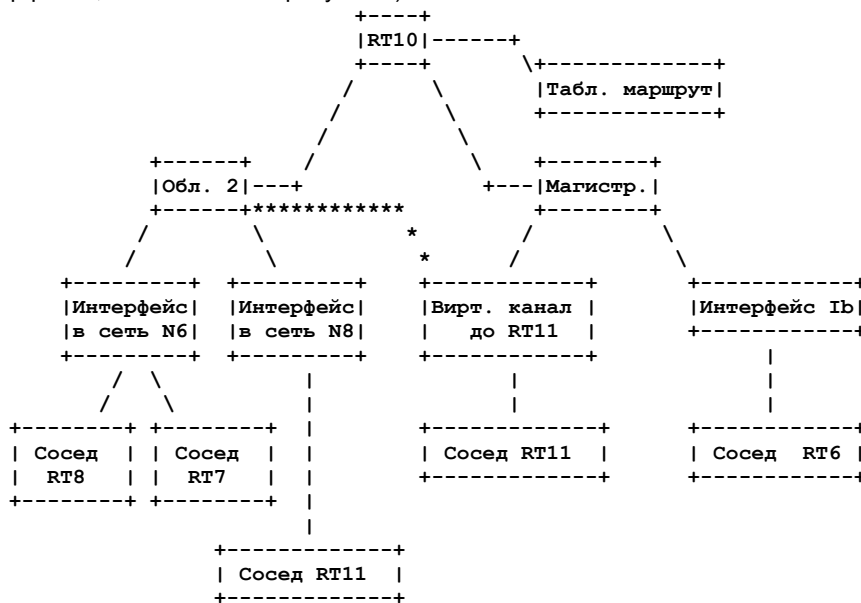 RT10
Табл. маршрут
Обл. 2
Магистр.
Интерфейс
в сеть N6
Интерфейс
в сеть N8
Вирт. канал
до RT11
Интерфейс Ib
Сосед
RT8
Сосед
RT7
Сосед RT11
Сосед RT6
Сосед RT11